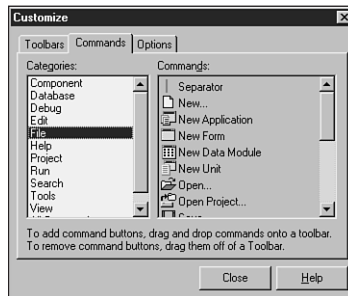 Customize
Toolbars Commands Options
Categories:
Component
Database
Debug
Edit
File
Help
Project
Run
Search
Tools
View
Commands:
Separator
New...
New Application
New Form
New Data Module
New Unit
Open...
Open Project...
To add command buttons, drag and drop commands onto a toolbar.
To remove command buttons, drag them off of a Toolbar.
Close Help